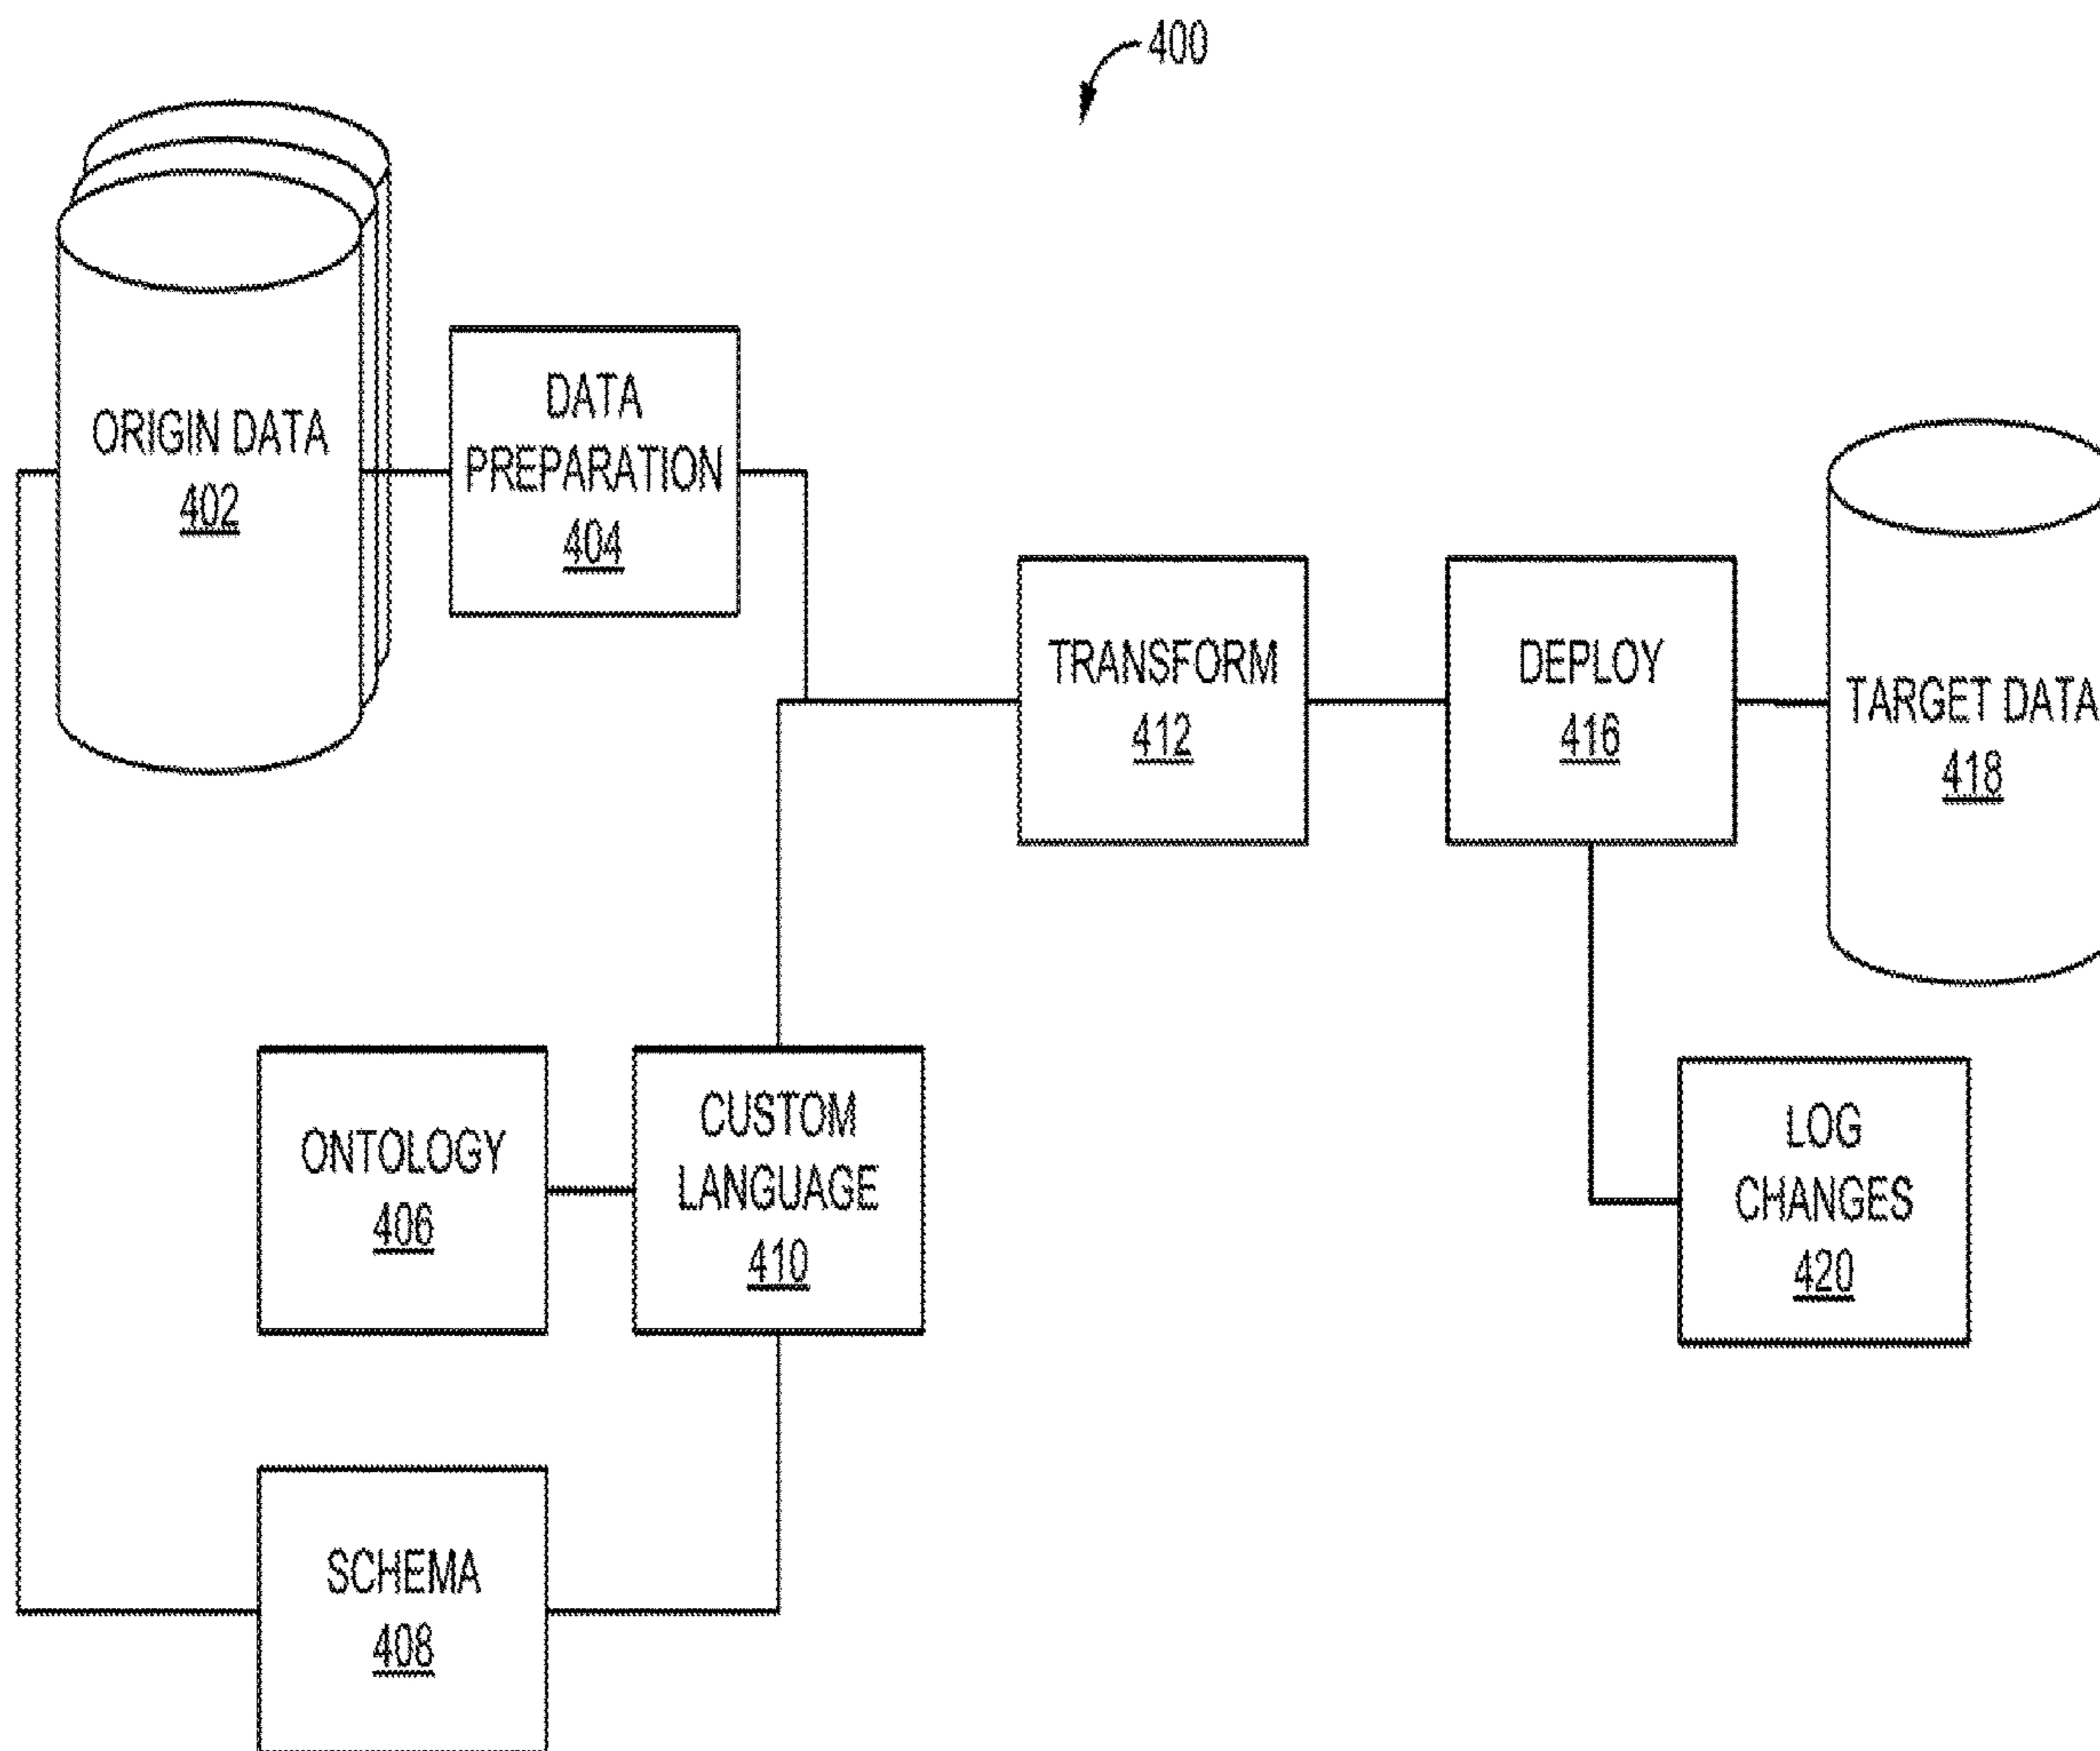 400
ORIGIN DATA
402
DATA
PREPARATION
404
TRANSFORM
412
DEPLOY
416
TARGET DATA
418
ONTOLOGY
406
CUSTOM
LANGUAGE
410
LOG
CHANGES
420
SCHEMA
408